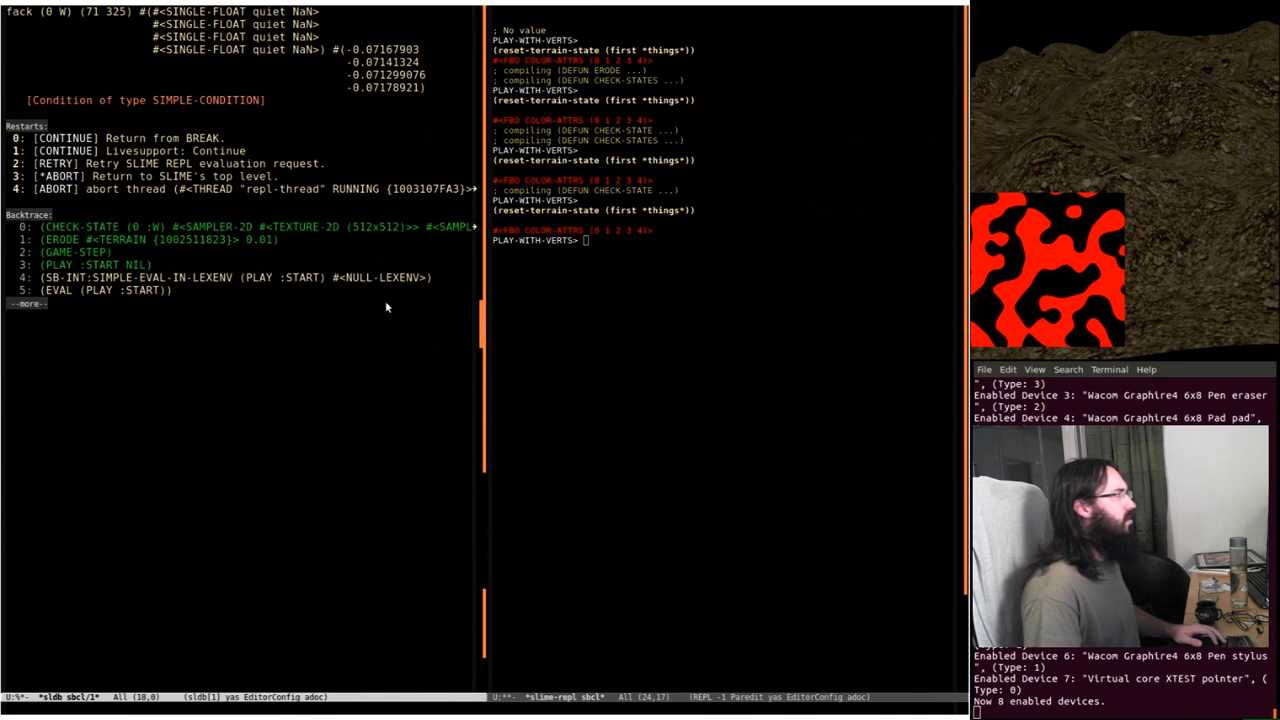 fack (0 W) (71 325) #(#<SINGLE-FLOAT quiet NaN>
#<SINGLE-FLOAT quiet NaN>
#<SINGLE-FLOAT quiet NaN>
#<SINGLE-FLOAT quiet NaN>) #(-0.07167903
-0.07141324
-0.071299076
-0.07178921)
[Condition of type SIMPLE-CONDITION]
Restarts:
0: [CONTINUE] Return from BREAK.
1: [CONTINUE] Livesupport: Continue
2: [RETRY] Retry SLIME REPL evaluation request.
3: [*ABORT] Return to SLIME's top level.
4: [ABORT] abort thread (#<THREAD "repl-thread" RUNNING {1003107FA3}>
Backtrace:
0: (CHECK-STATE (0 :W) #<SAMPLER-2D #<TEXTURE-2D (512x512)>> #<SAMPL
1: (ERODE #<TERRAIN {1002511823}> 0.01)
2: (GAME-STEP)
3: (PLAY :START NIL)
4: (SB-INT:SIMPLE-EVAL-IN-LEXENV (PLAY :START) #<NULL-LEXENV>)
5: (EVAL (PLAY :START))
--more--
U:%*- *sldb sbcl/1* All (18,0) (sldb[1] yas EditorConfig adoc)
; No value
PLAY-WITH-VERTS>
(reset-terrain-state (first *things*))
#<FBO COLOR-ATTRS (0 1 2 3 4)>
; compiling (DEFUN ERODE ...)
; compiling (DEFUN CHECK-STATES ...)
PLAY-WITH-VERTS>
(reset-terrain-state (first *things*))
#<FBO COLOR-ATTRS (0 1 2 3 4)>
; compiling (DEFUN CHECK-STATE ...)
; compiling (DEFUN CHECK-STATES ...)
PLAY-WITH-VERTS>
(reset-terrain-state (first *things*))
#<FBO COLOR-ATTRS (0 1 2 3 4)>
; compiling (DEFUN CHECK-STATE ...)
PLAY-WITH-VERTS>
(reset-terrain-state (first *things*))
#<FBO COLOR-ATTRS (0 1 2 3 4)>
PLAY-WITH-VERTS>
U:**- *slime-repl sbcl* All (24,17) (REPL -1 Paredit yas EditorConfig adoc)
File Edit View Search Terminal Help
", (Type: 3)
Enabled Device 3: "Wacom Graphire4 6x8 Pen eraser
", (Type: 2)
Enabled Device 4: "Wacom Graphire4 6x8 Pad pad",
Enabled Device 6: "Wacom Graphire4 6x8 Pen stylus
", (Type: 1)
Enabled Device 7: "Virtual core XTEST pointer", (
Type: 0)
Now 8 enabled devices.